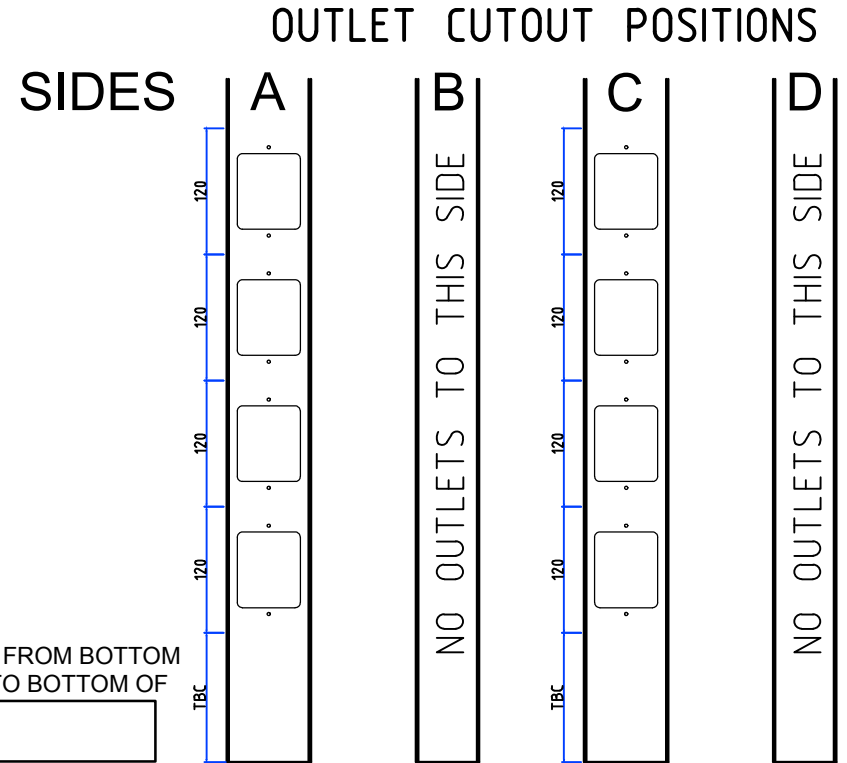 OUTLET CUTOUT POSITIONS
SIDES A B C D
120
120
120
120
TBC
NO OUTLETS TO THIS SIDE
120
120
120
120
TBC
NO OUTLETS TO THIS SIDE
FROM BOTTOM
TO BOTTOM OF